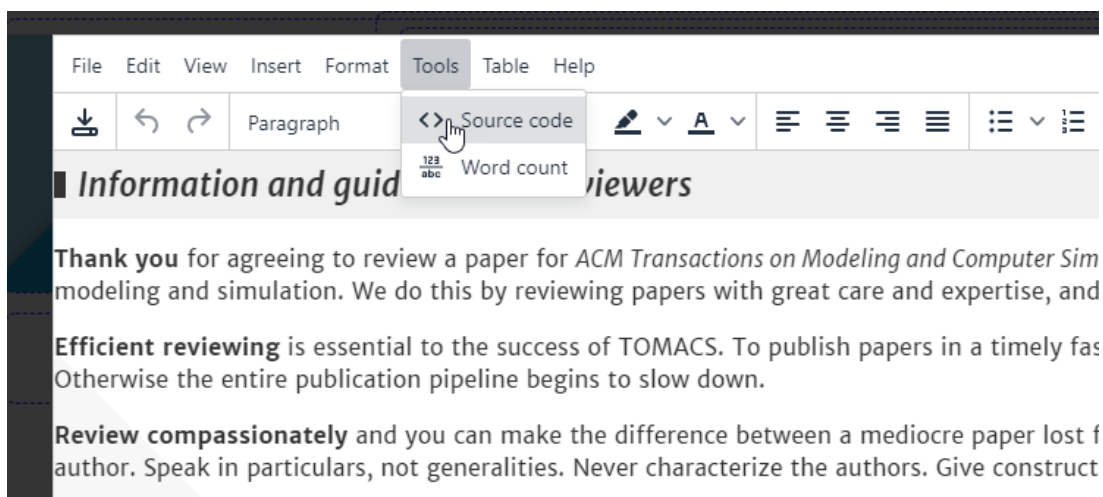 File Edit View Insert Format Tools Table Help
Paragraph
<> Source code
A
123
abc Word count
Information and guid viewers
Thank you for agreeing to review a paper for ACM Transactions on Modeling and Computer Sim
modeling and simulation. We do this by reviewing papers with great care and expertise, and
Efficient reviewing is essential to the success of TOMACS. To publish papers in a timely fas
Otherwise the entire publication pipeline begins to slow down.
Review compassionately and you can make the difference between a mediocre paper lost f
author. Speak in particulars, not generalities. Never characterize the authors. Give construct